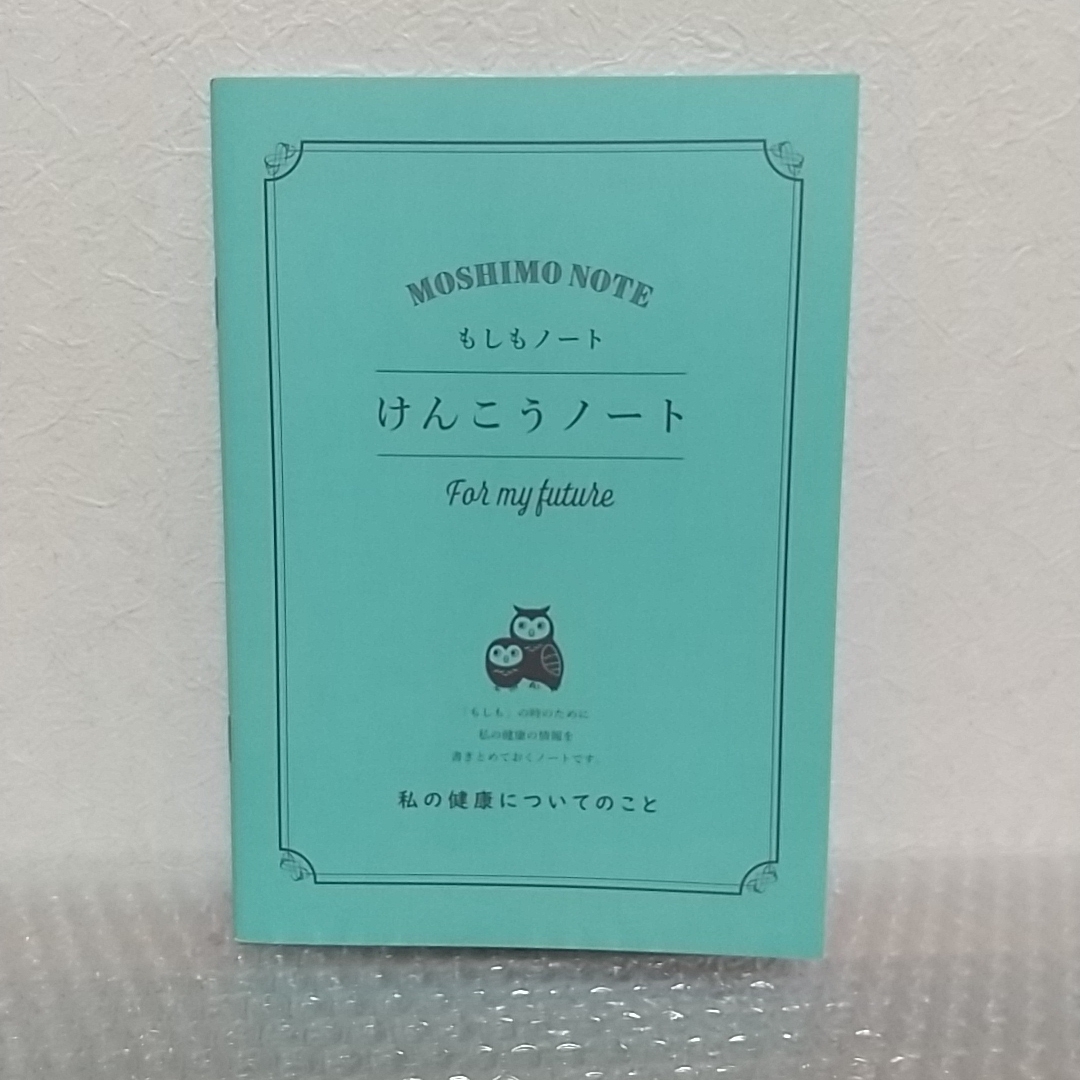 MOSHIMO NOTE
もしもノート
けんこうノート
For my future
「もしも」の時のために
私の健康の情報を
書きとめておくノートです。
私の健康についてのこと